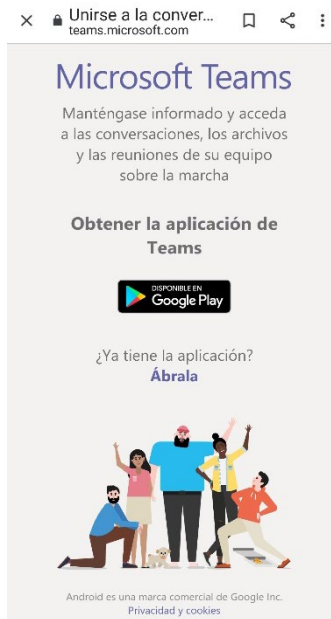 Unirse a la conver...
teams.microsoft.com
Microsoft Teams
Manténgase informado y acceda
a las conversaciones, los archivos
y las reuniones de su equipo
sobre la marcha
Obtener la aplicación de
Teams
DISPONIBLE EN
Google Play
¿Ya tiene la aplicación?
Ábrala
Android es una marca comercial de Google Inc.
Privacidad y cookies